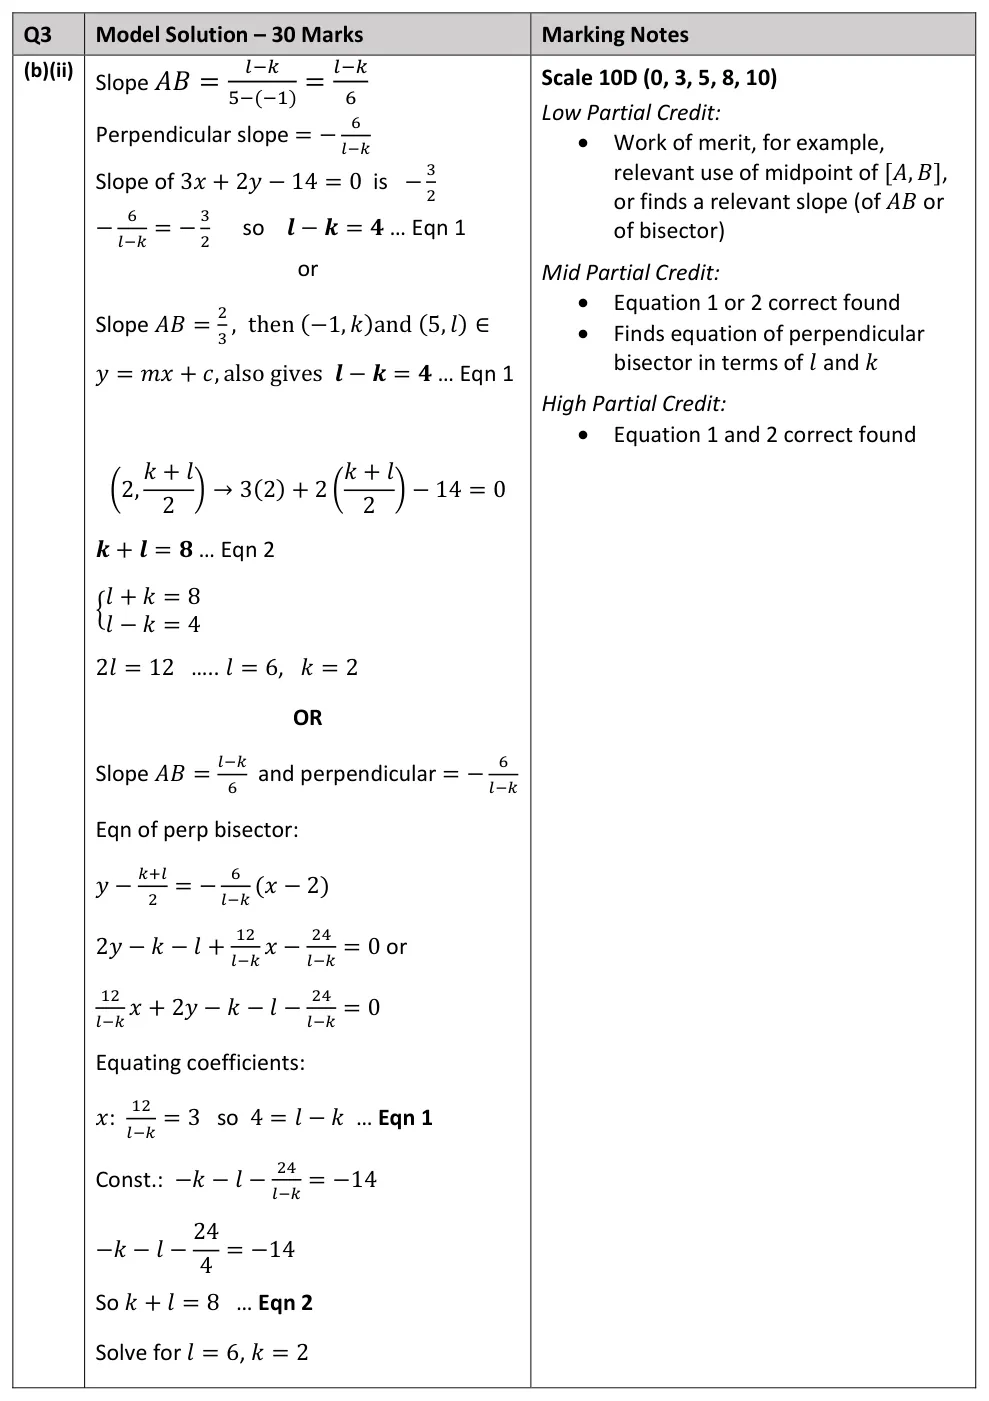 Q3 Model Solution – 30 Marks Marking Notes
(b)(ii)
Slope AB = (l−k)/(5−(−1)) = (l−k)/6
Perpendicular slope = − 6/(l−k)
Slope of 3x + 2y − 14 = 0 is − 3/2
− 6/(l−k) = − 3/2 so l − k = 4 … Eqn 1
or
Slope AB = 2/3, then (−1, k)and (5, l) ∈
y = mx + c, also gives l − k = 4 … Eqn 1
(2, (k + l)/2) → 3(2) + 2 ((k + l)/2) − 14 = 0
k + l = 8 … Eqn 2
{l + k = 8
l − k = 4
2l = 12 ….. l = 6, k = 2
OR
Slope AB = (l−k)/6 and perpendicular = − 6/(l−k)
Eqn of perp bisector:
y − (k+l)/2 = − 6/(l−k) (x − 2)
2y − k − l + 12/(l−k) x − 24/(l−k) = 0 or
12/(l−k) x + 2y − k − l − 24/(l−k) = 0
Equating coefficients:
x: 12/(l−k) = 3 so 4 = l − k … Eqn 1
Const.: −k − l − 24/(l−k) = −14
−k − l − 24/4 = −14
So k + l = 8 … Eqn 2
Solve for l = 6, k = 2
Scale 10D (0, 3, 5, 8, 10)
Low Partial Credit:
• Work of merit, for example,
relevant use of midpoint of [A, B],
or finds a relevant slope (of AB or
of bisector)
Mid Partial Credit:
• Equation 1 or 2 correct found
• Finds equation of perpendicular
bisector in terms of l and k
High Partial Credit:
• Equation 1 and 2 correct found